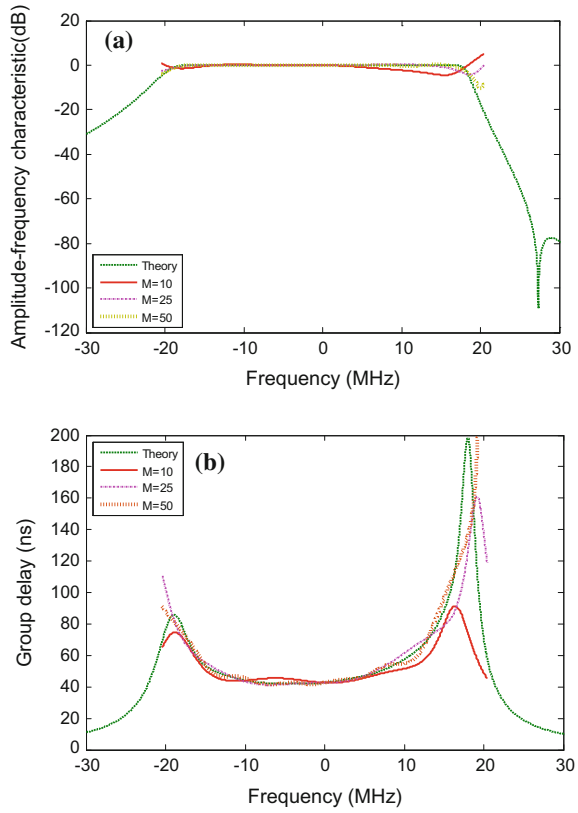 (a)
Amplitude-frequency characteristic(dB)
20
0
-20
-40
-60
-80
-100
-120
Theory
M=10
M=25
M=50
-30 -20 -10 0 10 20 30
Frequency (MHz)
(b)
Group delay (ns)
200
180
160
140
120
100
80
60
40
20
0
Theory
M=10
M=25
M=50
-30 -20 -10 0 10 20 30
Frequency (MHz)